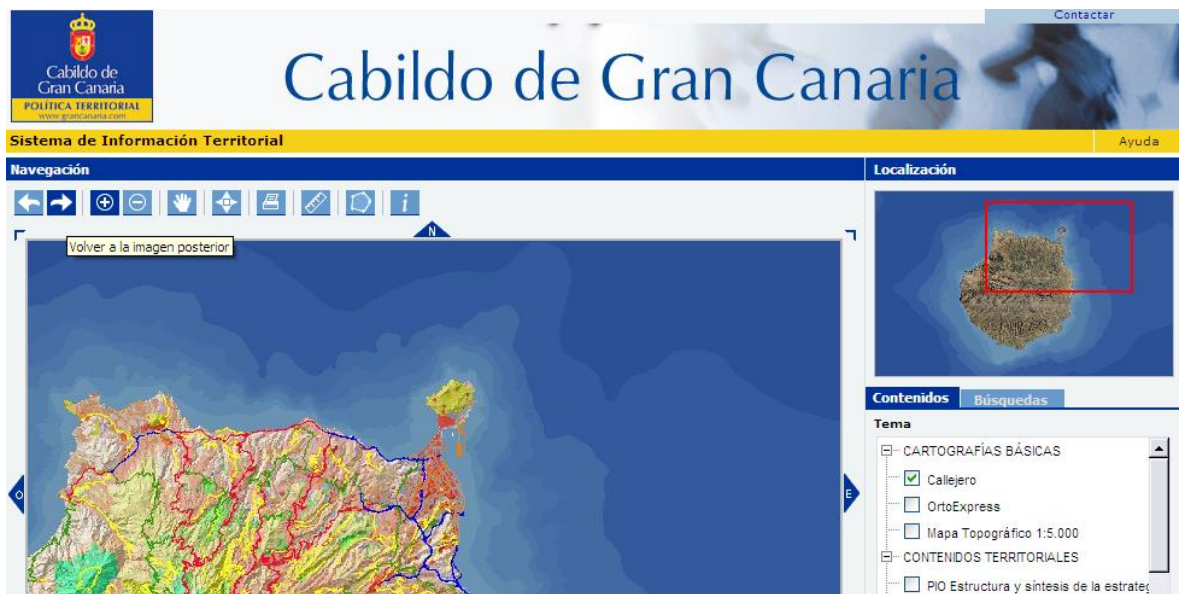 Contactar
Cabildo de
Gran Canaria
POLÍTICA TERRITORIAL
www.grancanaria.com
Cabildo de Gran Canaria
Sistema de Información Territorial
Ayuda
Navegación
Localización
i
N
Volver a la imagen posterior
O
E
Contenidos
Búsquedas
Tema
CARTOGRAFÍAS BÁSICAS
Callejero
OrtoExpress
Mapa Topográfico 1:5.000
CONTENIDOS TERRITORIALES
PIO Estructura y síntesis de la estrateg